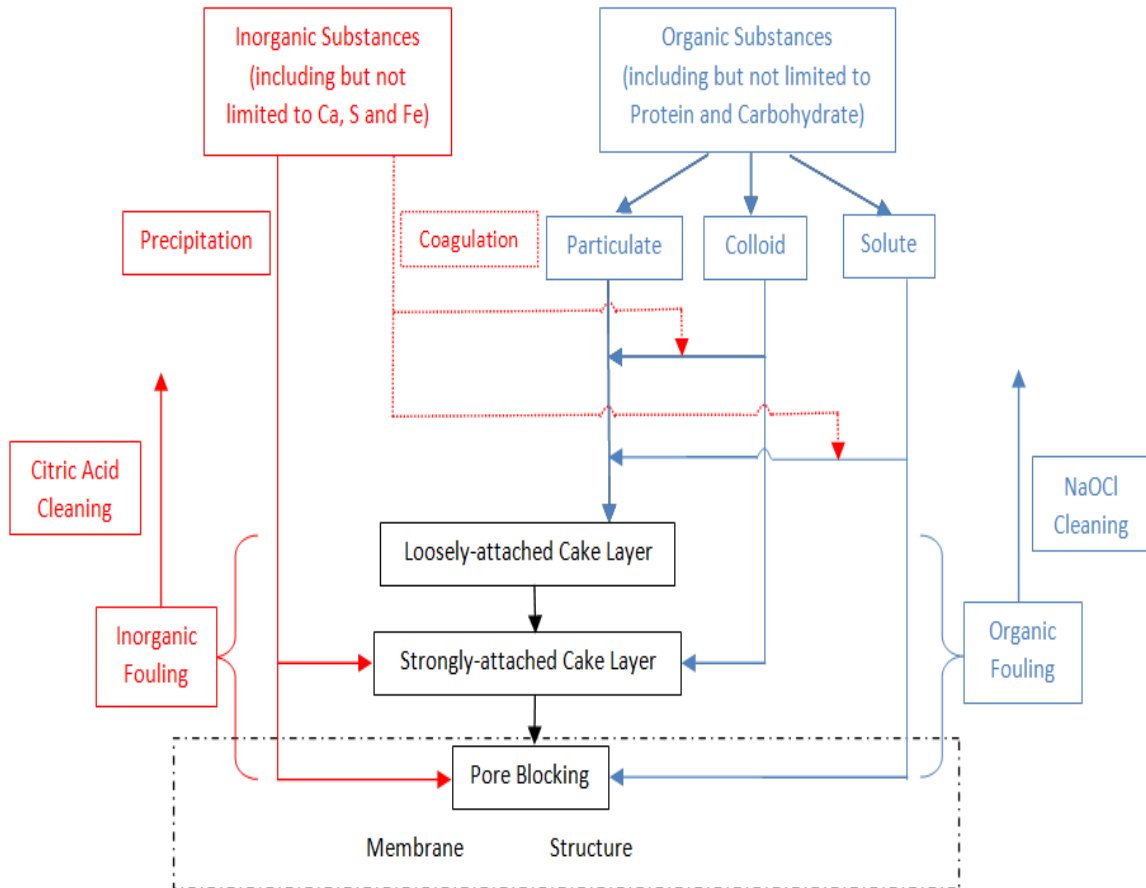 Inorganic Substances
(including but not
limited to Ca, S and Fe)
Organic Substances
(including but not limited to
Protein and Carbohydrate)
Precipitation
Coagulation
Particulate
Colloid
Solute
Citric Acid
Cleaning
NaOCl
Cleaning
Loosely-attached Cake Layer
Inorganic
Fouling
Strongly-attached Cake Layer
Organic
Fouling
Pore Blocking
Membrane Structure